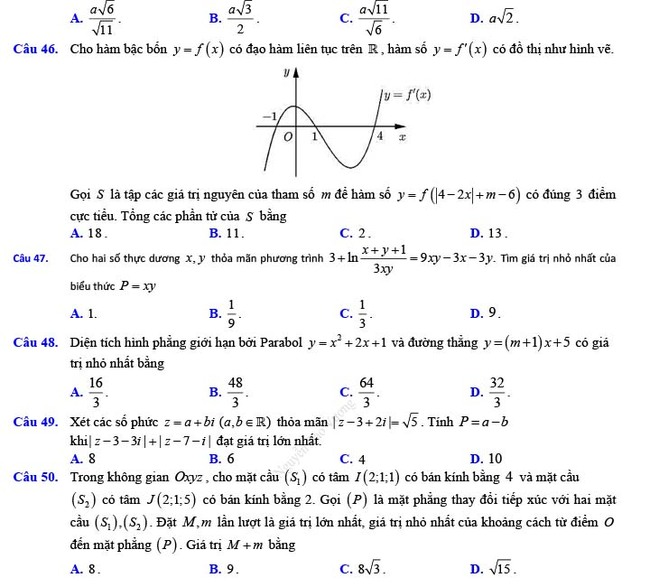 A. a√6/√11. B. a√3/2. C. a√11/√6. D. a√2.
Câu 46. Cho hàm bậc bốn y = f(x) có đạo hàm liên tục trên ℝ, hàm số y = f'(x) có đồ thị như hình vẽ.
y
y = f'(x)
-1
O 1 4 x
Gọi S là tập các giá trị nguyên của tham số m để hàm số y = f(|4-2x|+m-6) có đúng 3 điểm
cực tiểu. Tổng các phần tử của S bằng
A. 18. B. 11. C. 2. D. 13.
Câu 47. Cho hai số thực dương x, y thỏa mãn phương trình 3+ln (x+y+1)/(3xy) = 9xy-3x-3y. Tìm giá trị nhỏ nhất của
biểu thức P = xy
A. 1. B. 1/9. C. 1/3. D. 9.
Câu 48. Diện tích hình phẳng giới hạn bởi Parabol y = x²+2x+1 và đường thẳng y = (m+1)x+5 có giá
trị nhỏ nhất bằng
A. 16/3. B. 48/3. C. 64/3. D. 32/3.
Câu 49. Xét các số phức z = a+bi (a,b∈ℝ) thỏa mãn |z-3+2i|=√5. Tính P = a-b
khi|z-3-3i|+|z-7-i| đạt giá trị lớn nhất.
A. 8 B. 6 C. 4 D. 10
Câu 50. Trong không gian Oxyz, cho mặt cầu (S₁) có tâm I(2;1;1) có bán kính bằng 4 và mặt cầu
(S₂) có tâm J(2;1;5) có bán kính bằng 2. Gọi (P) là mặt phẳng thay đổi tiếp xúc với hai mặt
cầu (S₁),(S₂). Đặt M,m lần lượt là giá trị lớn nhất, giá trị nhỏ nhất của khoảng cách từ điểm O
đến mặt phẳng (P). Giá trị M+m bằng
A. 8. B. 9. C. 8√3. D. √15.